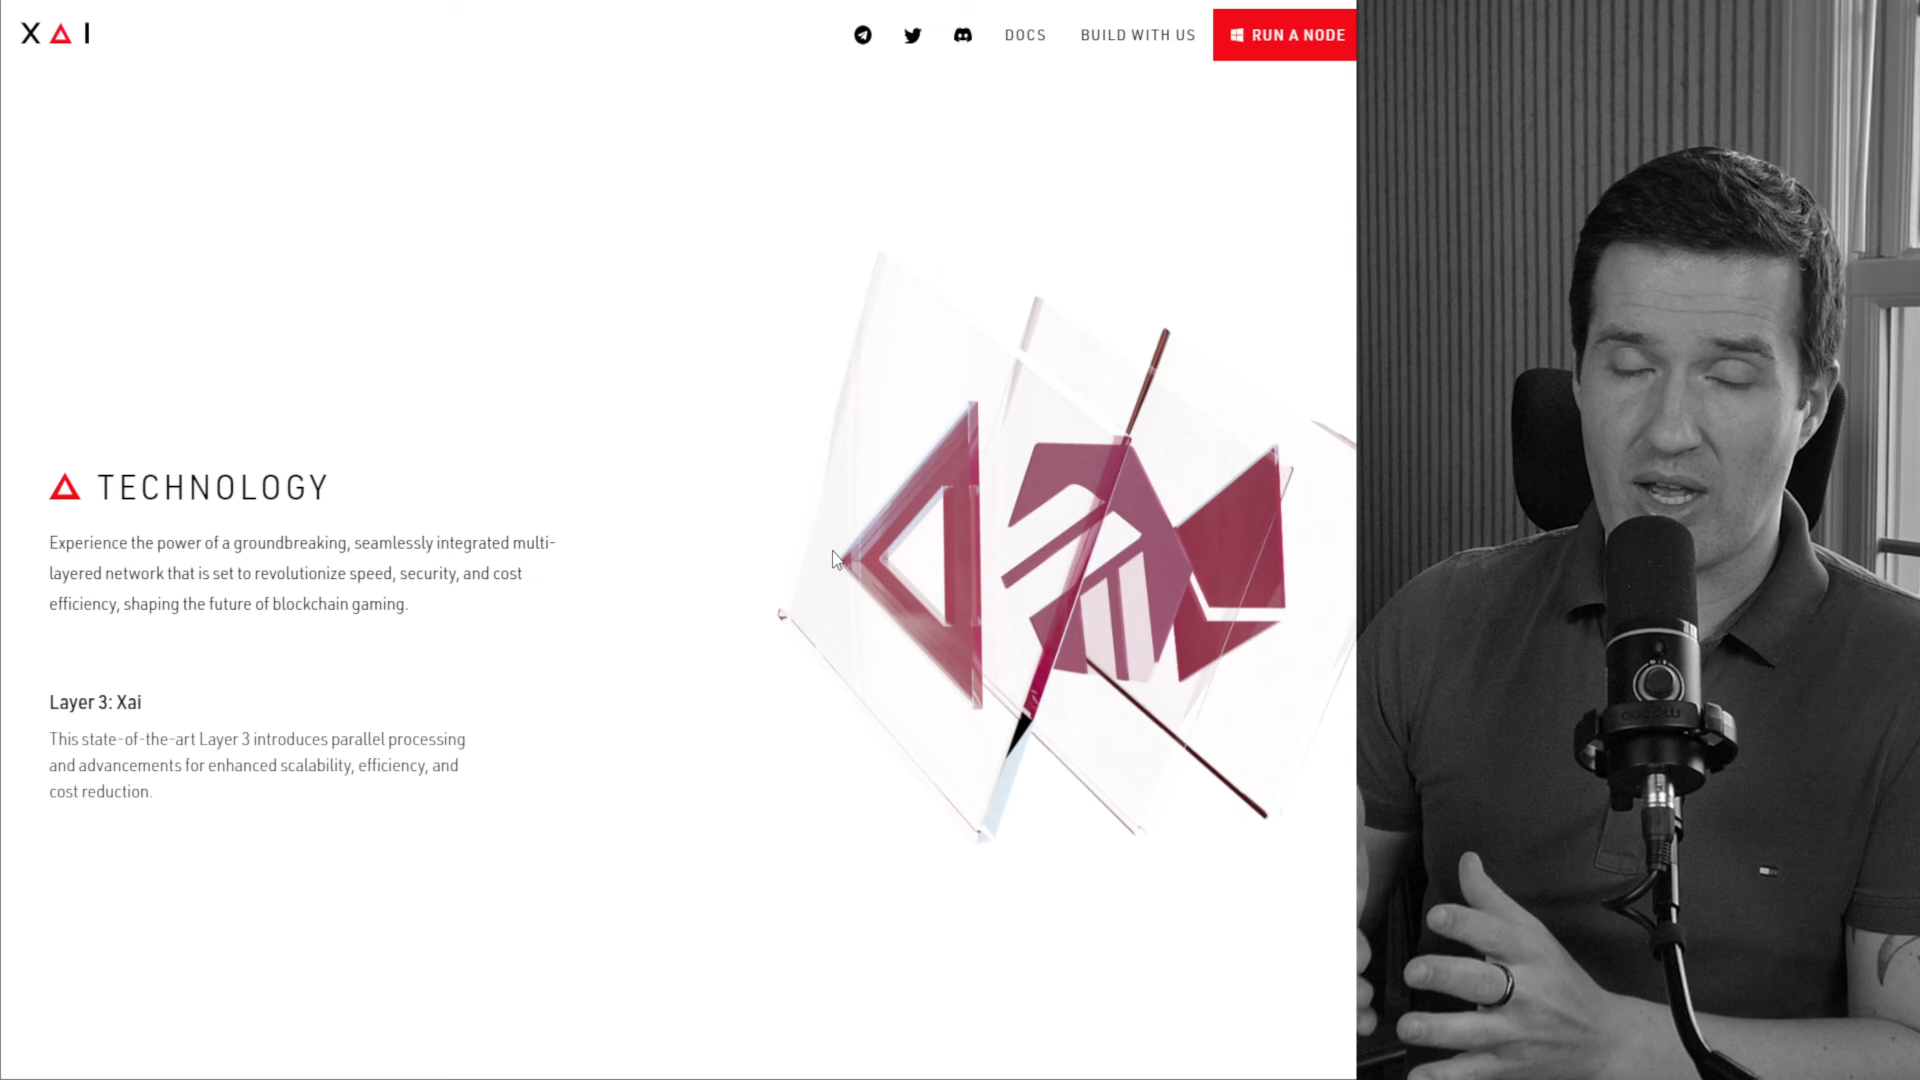 XAI
DOCS
BUILD WITH US
RUN A NODE
TECHNOLOGY
Experience the power of a groundbreaking, seamlessly integrated multi-
layered network that is set to revolutionize speed, security, and cost
efficiency, shaping the future of blockchain gaming.
Layer 3: Xai
This state-of-the-art Layer 3 introduces parallel processing
and advancements for enhanced scalability, efficiency, and
cost reduction.